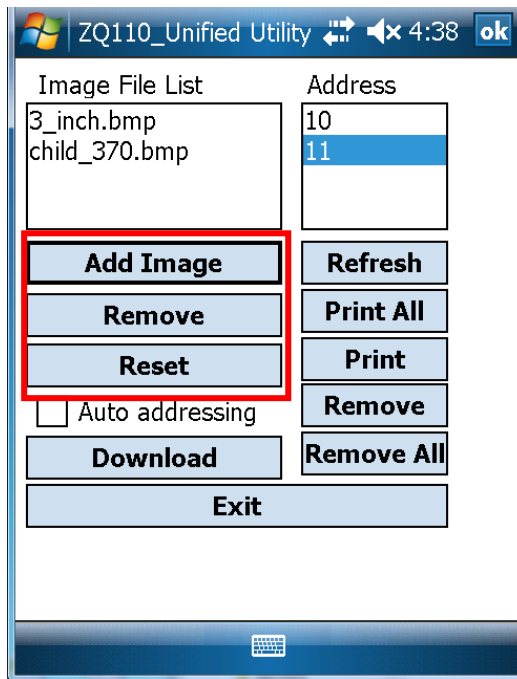 ZQ110_Unified Utility 4:38 ok
Image File List
Address
3_inch.bmp
child_370.bmp
10
11
Add Image
Remove
Reset
Auto addressing
Download
Refresh
Print All
Print
Remove
Remove All
Exit